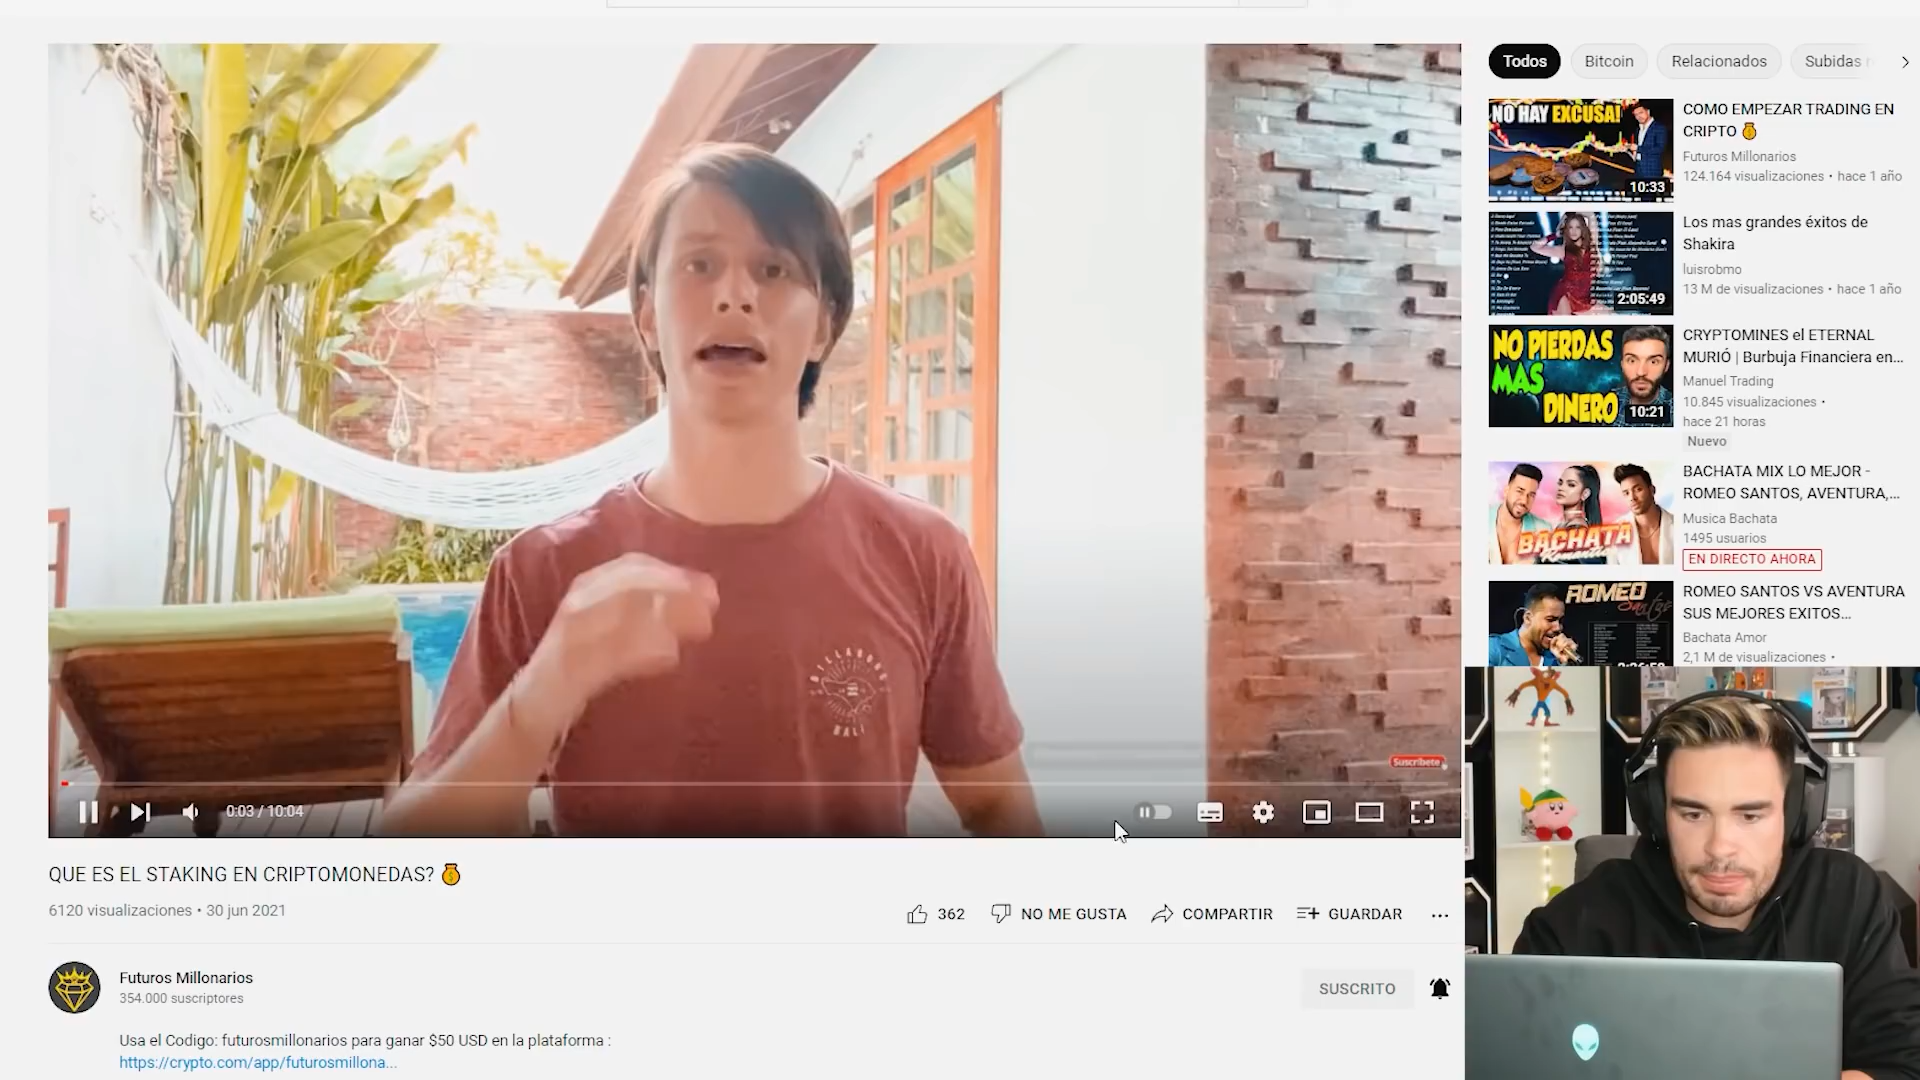 Todos
Bitcoin
Relacionados
Subidas
NO HAY EXCUSA!
10:33
COMO EMPEZAR TRADING EN
CRIPTO
Futuros Millonarios
124.164 visualizaciones • hace 1 año
2:05:49
Los mas grandes éxitos de
Shakira
luisrobmo
13 M de visualizaciones • hace 1 año
NO PIERDAS
MAS
DINERO
10:21
CRYPTOMINES el ETERNAL
MURIÓ | Burbuja Financiera en...
Manuel Trading
10.845 visualizaciones •
hace 21 horas
Nuevo
BACHATA
BACHATA MIX LO MEJOR -
ROMEO SANTOS, AVENTURA,...
Musica Bachata
1495 usuarios
EN DIRECTO AHORA
ROMEO
Santos
ROMEO SANTOS VS AVENTURA
SUS MEJORES EXITOS...
Bachata Amor
2,1 M de visualizaciones •
BILLABONG
BALI
Suscríbete
0:03 / 10:04
QUE ES EL STAKING EN CRIPTOMONEDAS?
6120 visualizaciones • 30 jun 2021
362
NO ME GUSTA
COMPARTIR
GUARDAR
Futuros Millonarios
354.000 suscriptores
SUSCRITO
Usa el Codigo: futurosmillonarios para ganar $50 USD en la plataforma :
https://crypto.com/app/futurosmillona...